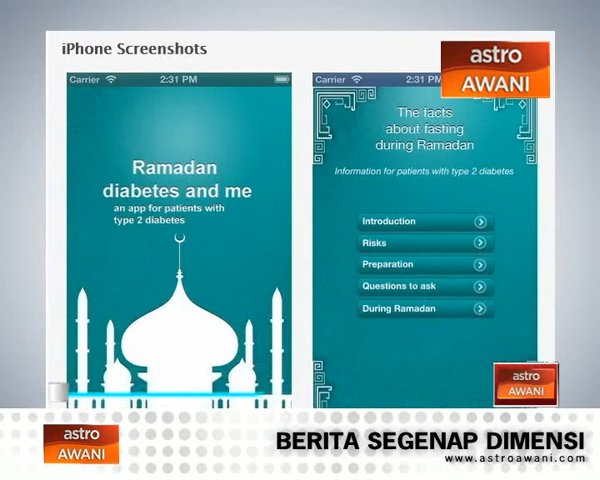 iPhone Screenshots
astro
AWANI
Carrier 2:31 PM
Ramadan
diabetes and me
an app for patients with
type 2 diabetes
Carrier 2:31 PM
The facts
about fasting
during Ramadan
Information for patients with type 2 diabetes
Introduction
Risks
Preparation
Questions to ask
During Ramadan
astro
AWANI
astro
AWANI
BERITA SEGENAP DIMENSI
www.astroawani.com